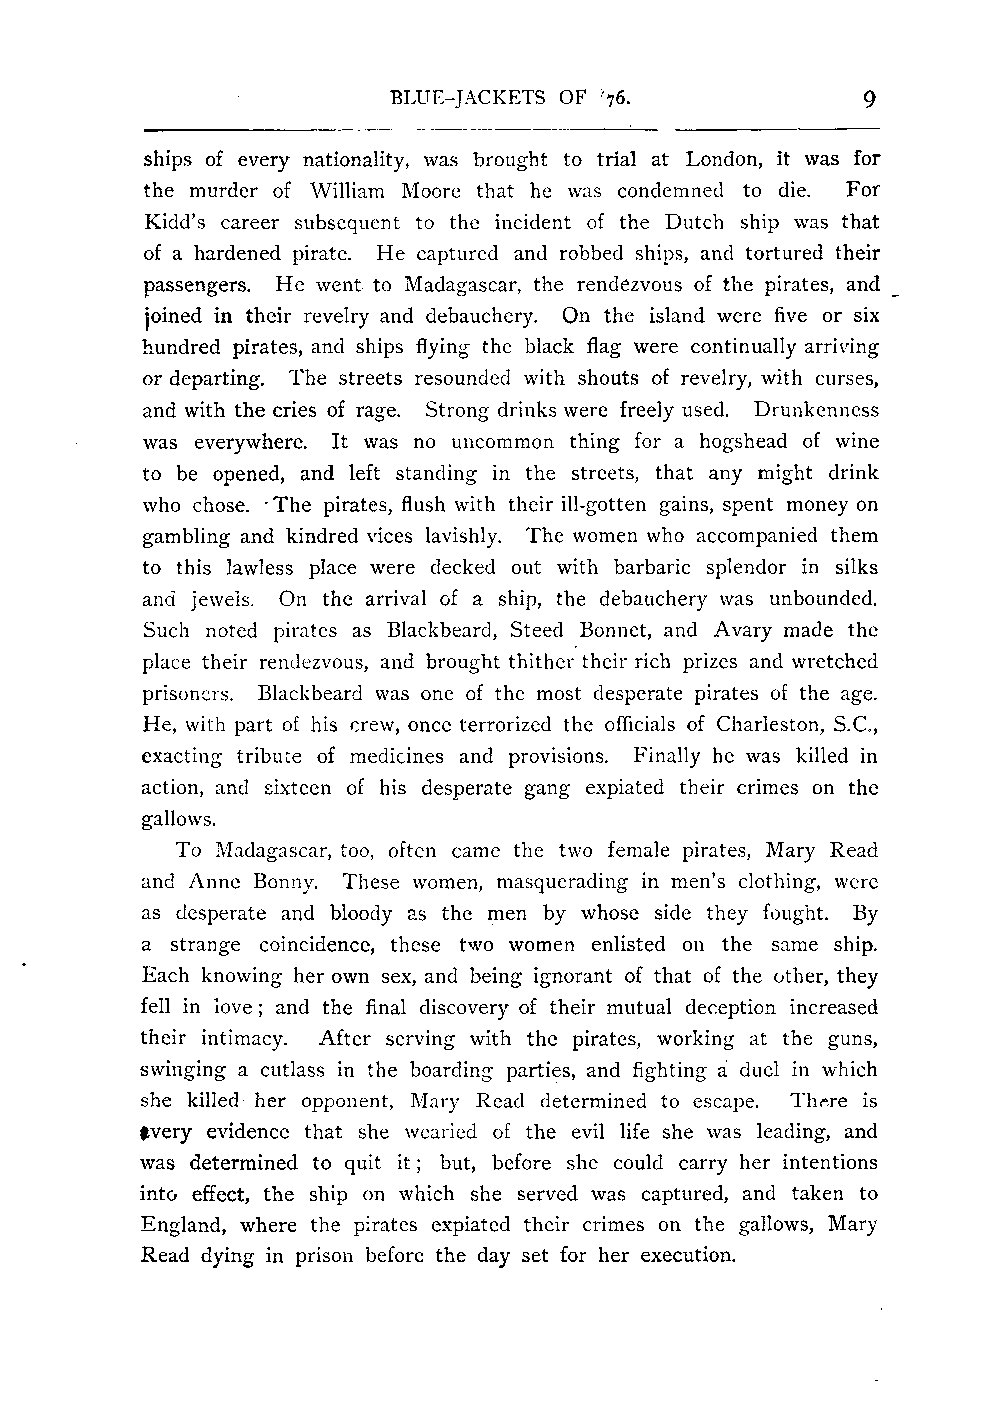 BLUE-JACKETS OF '76. 9
ships of every nationality, was brought to trial at London, it was for
the murder of William Moore that he was condemned to die. For
Kidd's career subsequent to the incident of the Dutch ship was that
of a hardened pirate. He captured and robbed ships, and tortured their
passengers. He went to Madagascar, the rendezvous of the pirates, and
joined in their revelry and debauchery. On the island were five or six
hundred pirates, and ships flying the black flag were continually arriving
or departing. The streets resounded with shouts of revelry, with curses,
and with the cries of rage. Strong drinks were freely used. Drunkenness
was everywhere. It was no uncommon thing for a hogshead of wine
to be opened, and left standing in the streets, that any might drink
who chose. The pirates, flush with their ill-gotten gains, spent money on
gambling and kindred vices lavishly. The women who accompanied them
to this lawless place were decked out with barbaric splendor in silks
and jewels. On the arrival of a ship, the debauchery was unbounded.
Such noted pirates as Blackbeard, Steed Bonnet, and Avary made the
place their rendezvous, and brought thither their rich prizes and wretched
prisoners. Blackbeard was one of the most desperate pirates of the age.
He, with part of his crew, once terrorized the officials of Charleston, S.C.,
exacting tribute of medicines and provisions. Finally he was killed in
action, and sixteen of his desperate gang expiated their crimes on the
gallows.
To Madagascar, too, often came the two female pirates, Mary Read
and Anne Bonny. These women, masquerading in men's clothing, were
as desperate and bloody as the men by whose side they fought. By
a strange coincidence, these two women enlisted on the same ship.
Each knowing her own sex, and being ignorant of that of the other, they
fell in love; and the final discovery of their mutual deception increased
their intimacy. After serving with the pirates, working at the guns,
swinging a cutlass in the boarding parties, and fighting a duel in which
she killed her opponent, Mary Read determined to escape. There is
every evidence that she wearied of the evil life she was leading, and
was determined to quit it; but, before she could carry her intentions
into effect, the ship on which she served was captured, and taken to
England, where the pirates expiated their crimes on the gallows, Mary
Read dying in prison before the day set for her execution.